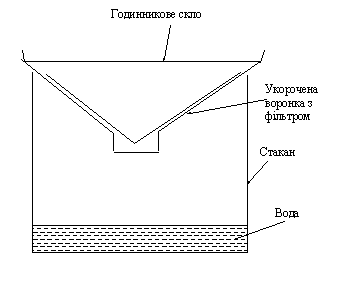 Годинникове скло
Укорочена
воронка з
фільтром
Стакан
Вода